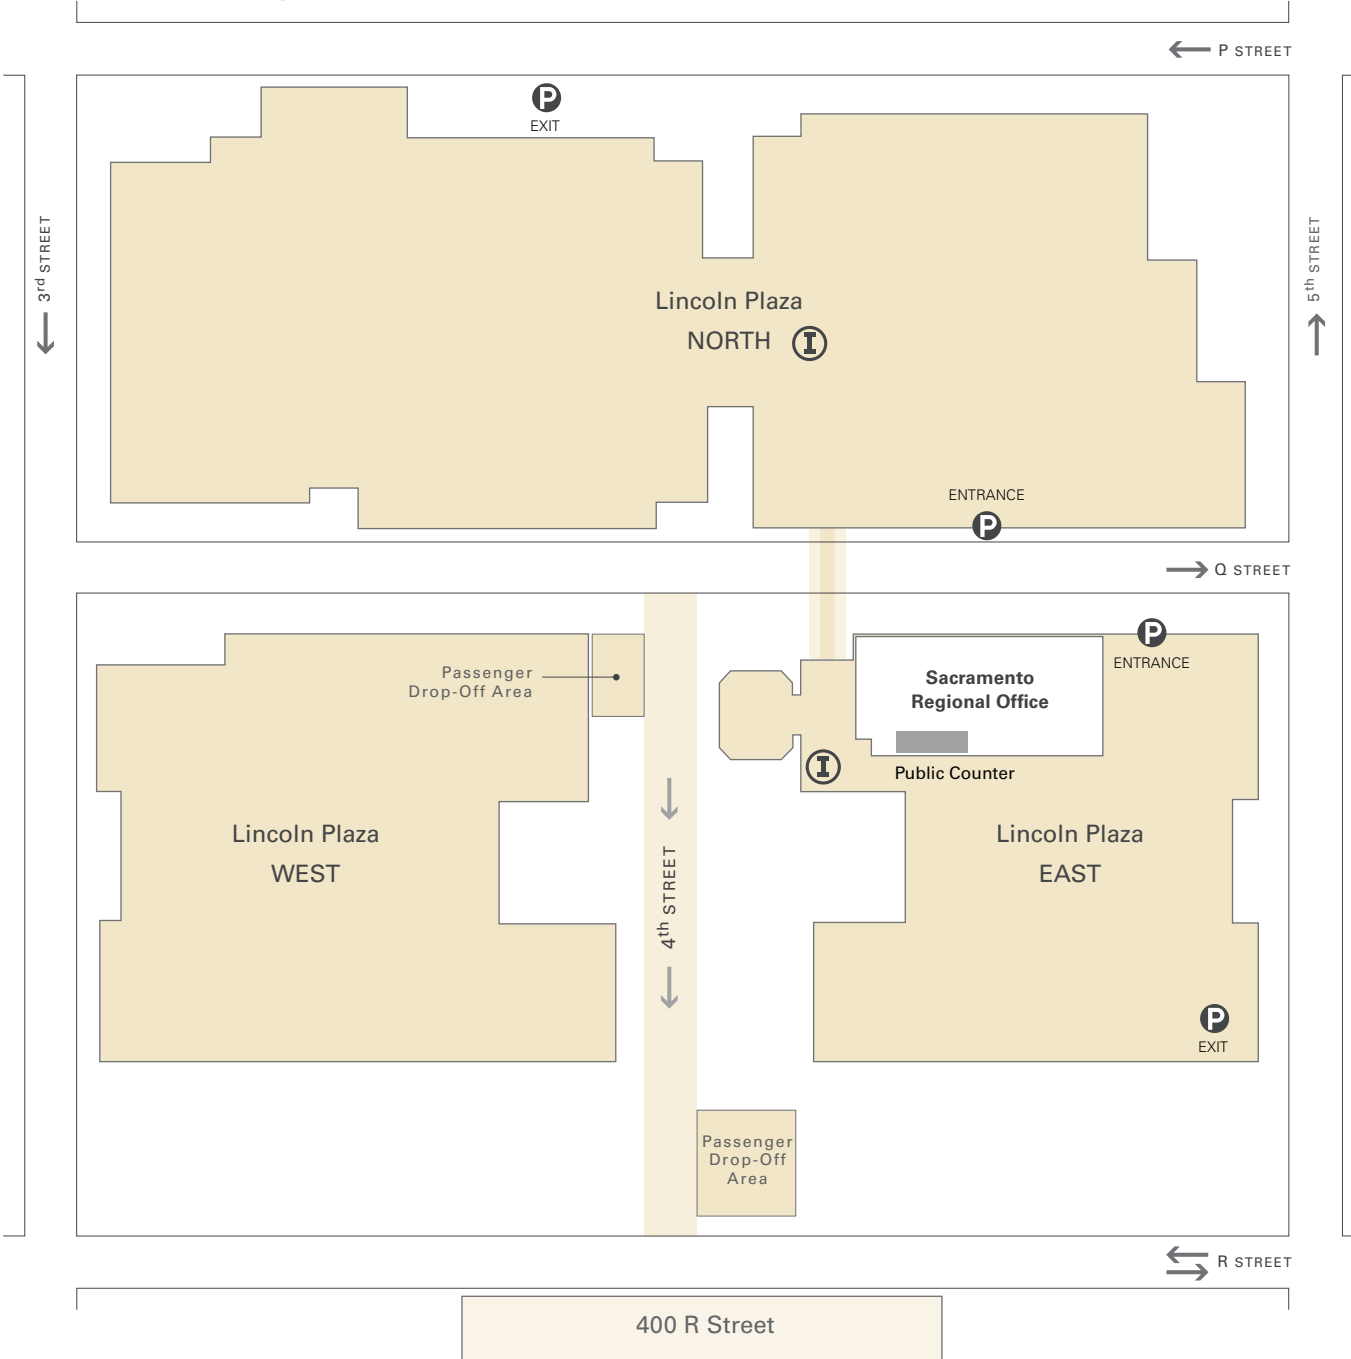 P STREET
P
EXIT
3rd STREET
5th STREET
Lincoln Plaza
NORTH I
ENTRANCE
P
Q STREET
P
ENTRANCE
Passenger
Drop-Off Area
Sacramento
Regional Office
I
Public Counter
Lincoln Plaza
WEST
4th STREET
Lincoln Plaza
EAST
P
EXIT
Passenger
Drop-Off
Area
R STREET
400 R Street